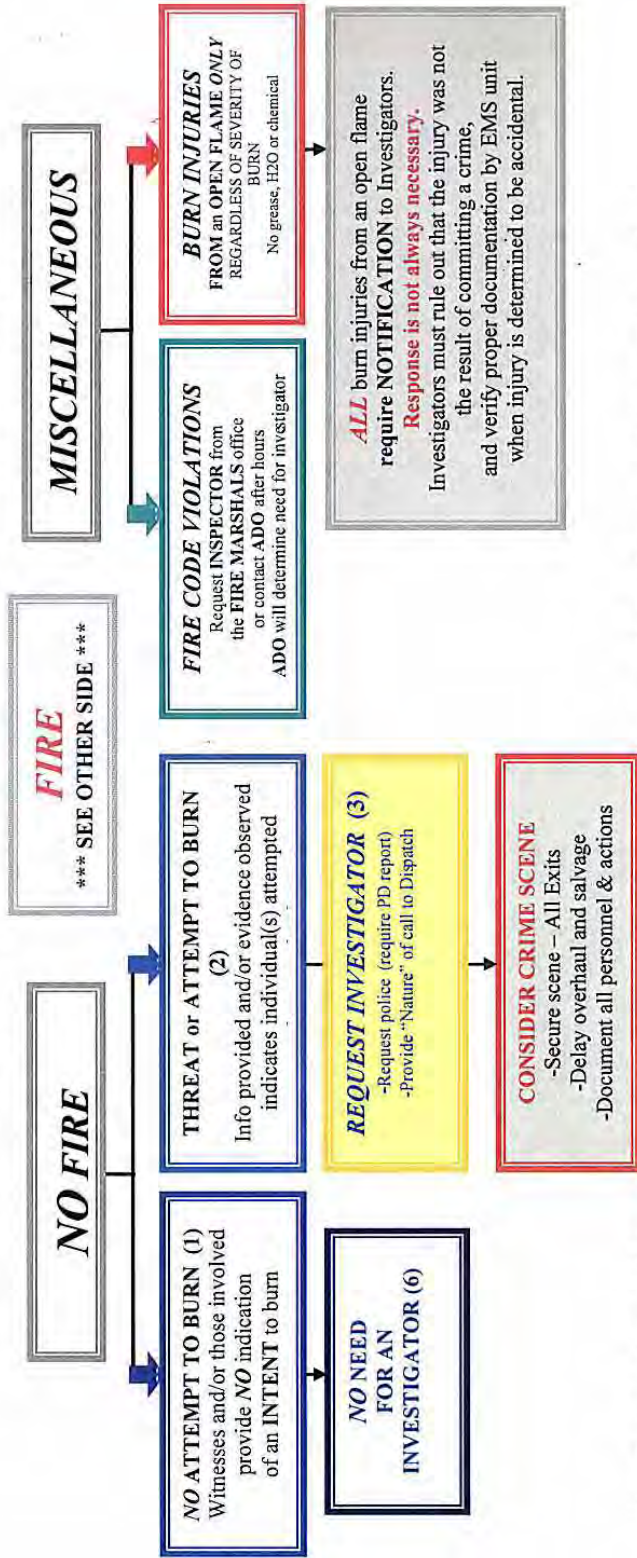 FIRE
*** SEE OTHER SIDE ***
NO FIRE
NO ATTEMPT TO BURN (1)
Witnesses and/or those involved
provide NO indication
of an INTENT to burn
NO NEED
FOR AN
INVESTIGATOR (6)
THREAT or ATTEMPT TO BURN
(2)
Info provided and/or evidence observed
indicates individual(s) attempted
REQUEST INVESTIGATOR (3)
-Request police (require PD report)
-Provide “Nature” of call to Dispatch
CONSIDER CRIME SCENE
-Secure scene – All Exits
-Delay overhaul and salvage
-Document all personnel & actions
MISCELLANEOUS
FIRE CODE VIOLATIONS
Request INSPECTOR from
the FIRE MARSHALS office
or contact ADO after hours
ADO will determine need for investigator
BURN INJURIES
FROM an OPEN FLAME ONLY
REGARDLESS OF SEVERITY OF
BURN
No grease, H2O or chemical
ALL burn injuries from an open flame
require NOTIFICATION to Investigators.
Response is not always necessary.
Investigators must rule out that the injury was not
the result of committing a crime,
and verify proper documentation by EMS unit
when injury is determined to be accidental.